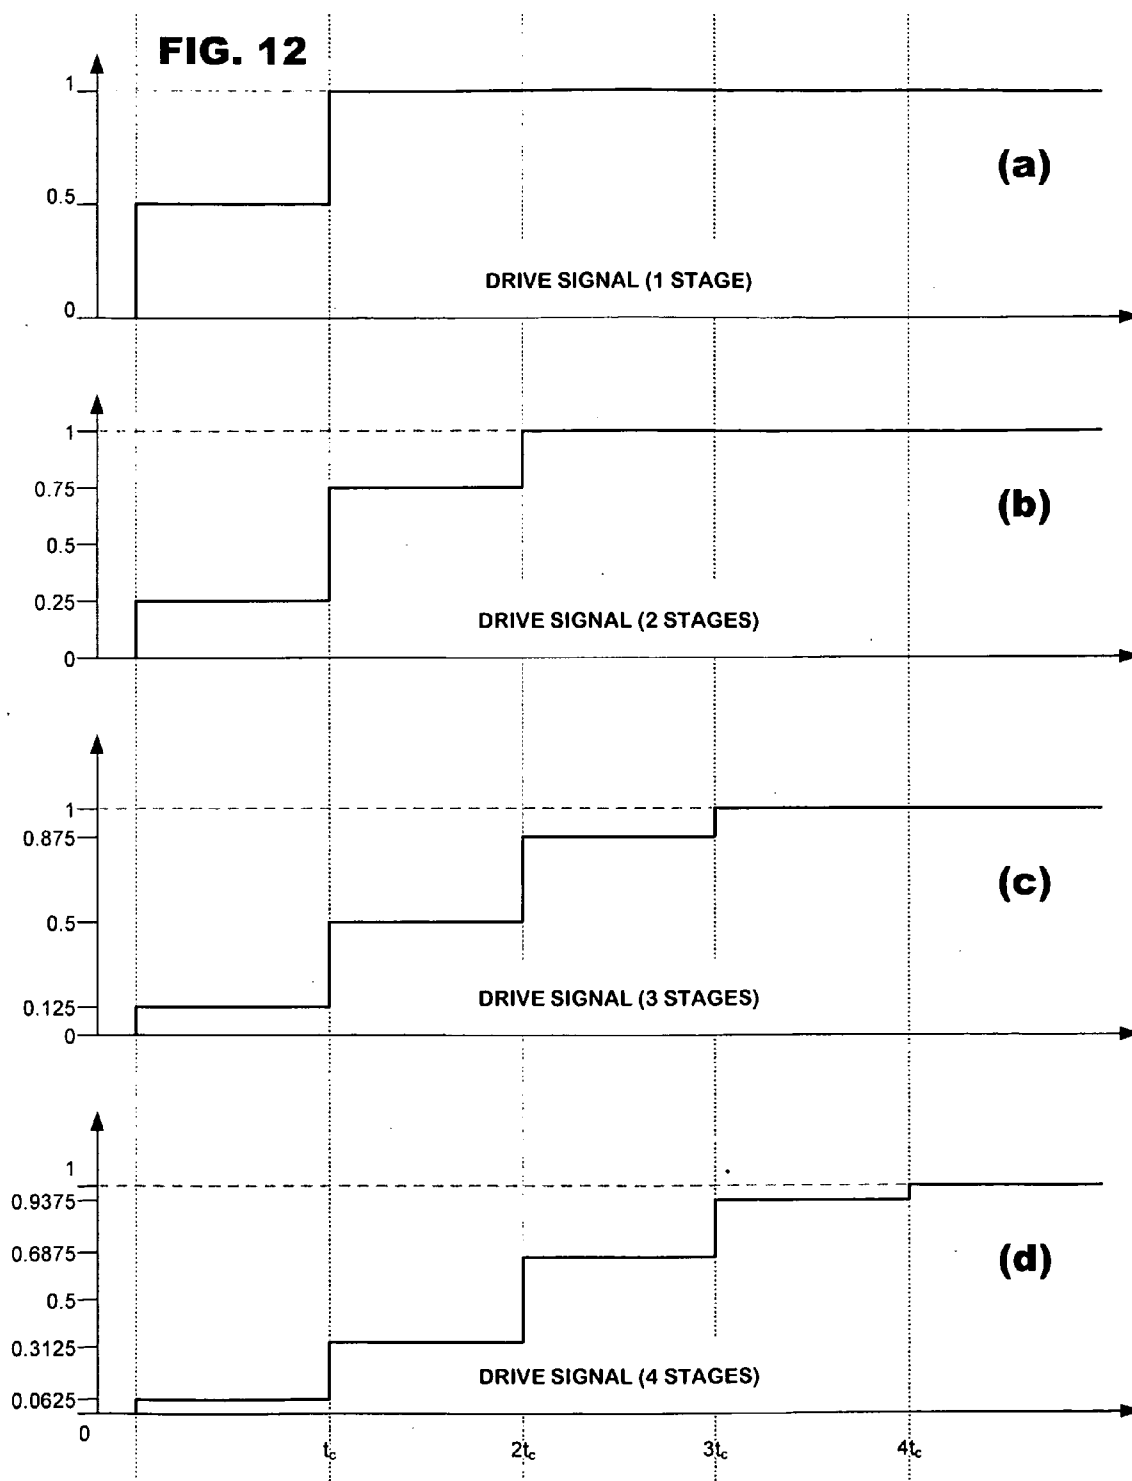 FIG. 12
1
(a)
0.5
DRIVE SIGNAL (1 STAGE)
0
1
0.75
(b)
0.5
0.25
DRIVE SIGNAL (2 STAGES)
0
1
0.875
(c)
0.5
DRIVE SIGNAL (3 STAGES)
0.125
0
1
0.9375
0.6875
(d)
0.5
0.3125
DRIVE SIGNAL (4 STAGES)
0.0625
0
tc 2tc 3tc 4tc